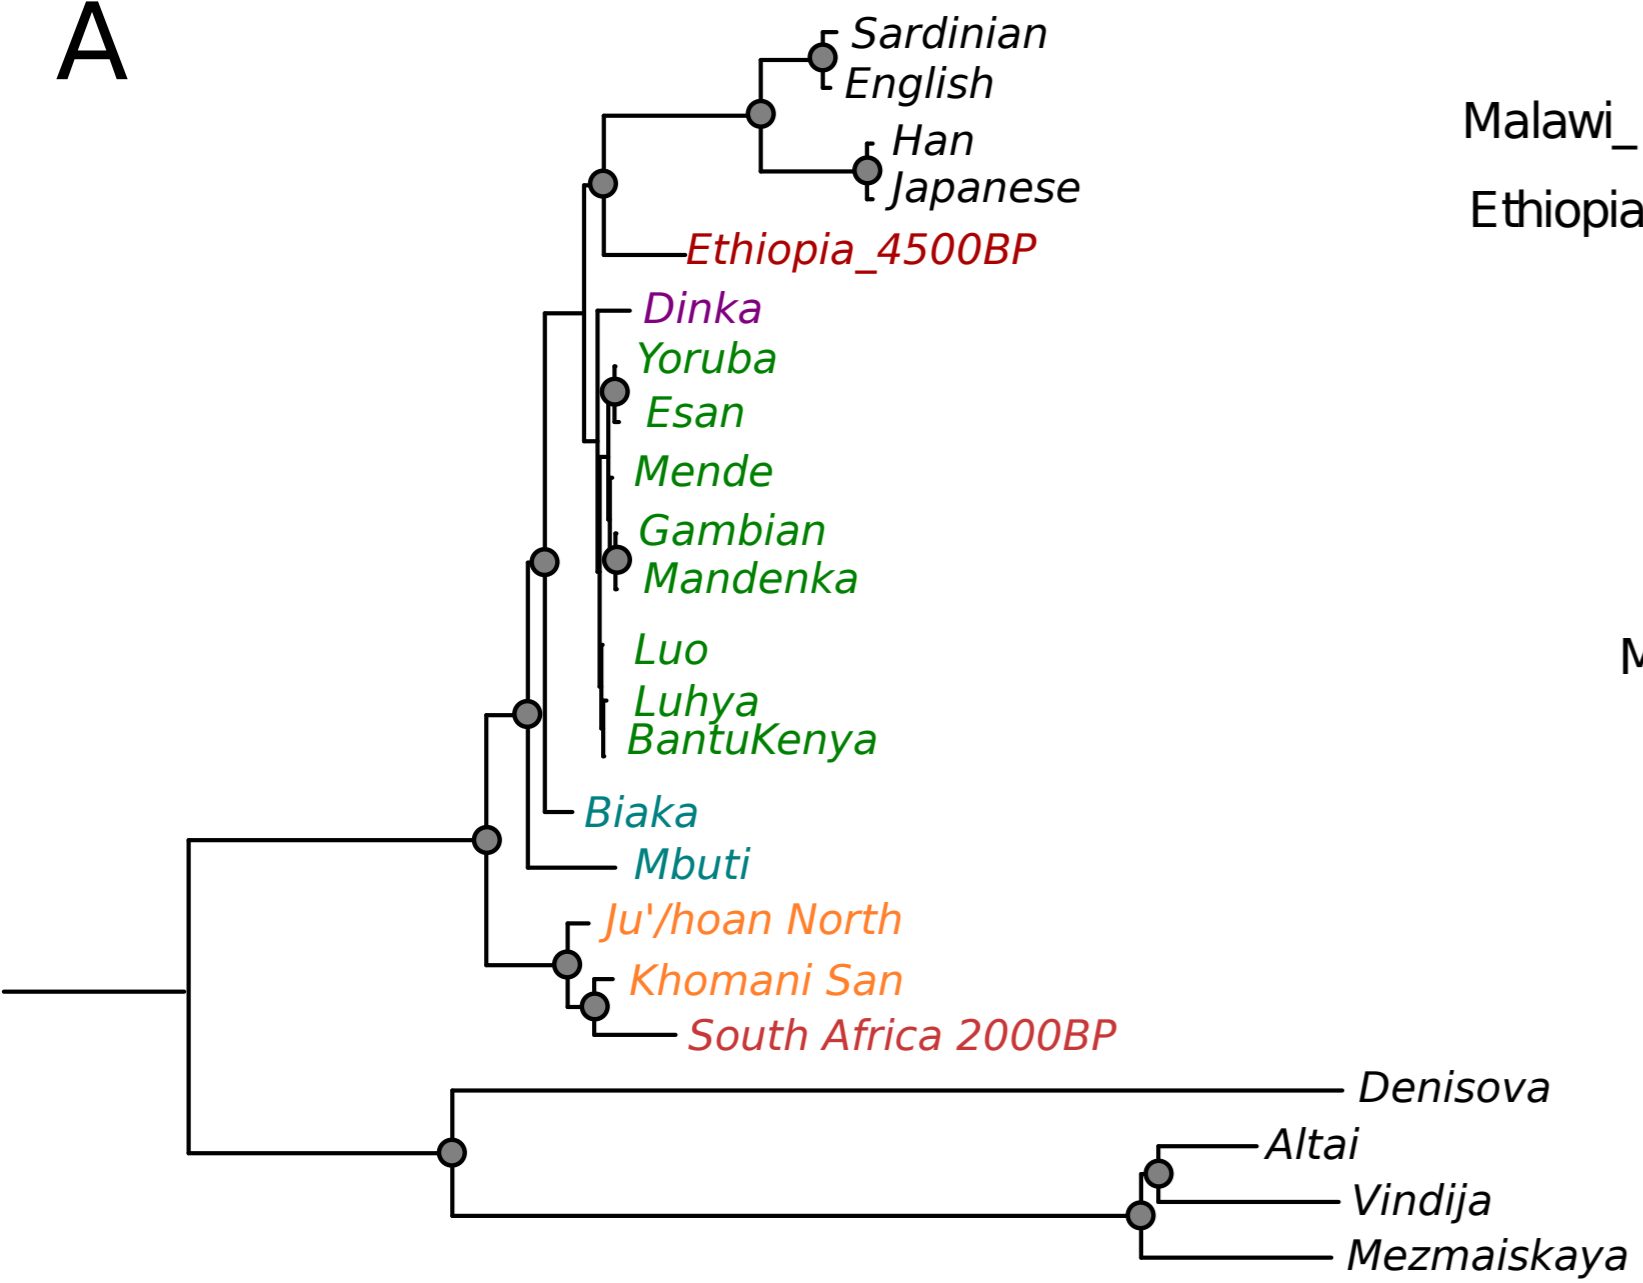 A
Sardinian
English
Han
Japanese
Malawi_
Ethiopia
Ethiopia_4500BP
Dinka
Yoruba
Esan
Mende
Gambian
Mandenka
Luo
M
Luhya
BantuKenya
Biaka
Mbuti
Ju'/hoan North
Khomani San
South Africa 2000BP
Denisova
Altai
Vindija
Mezmaiskaya